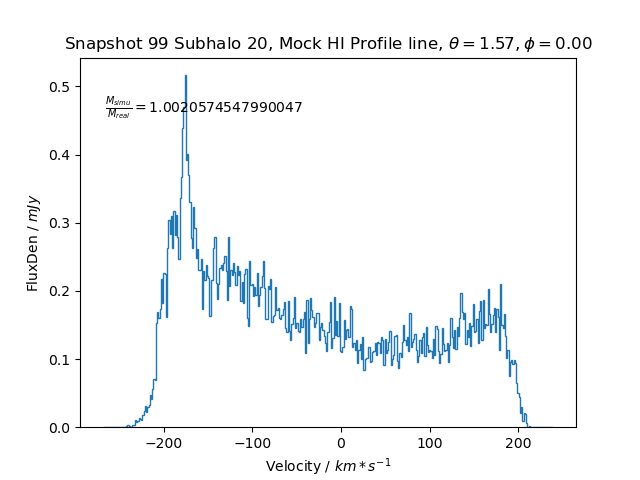 Snapshot 99 Subhalo 20, Mock HI Profile line, θ = 1.57, ϕ = 0.00
M_simu / M_real = 1.0020574547990047
FluxDen / mJy
0.5
0.4
0.3
0.2
0.1
0.0
−200 −100 0 100 200
Velocity / km * s⁻¹